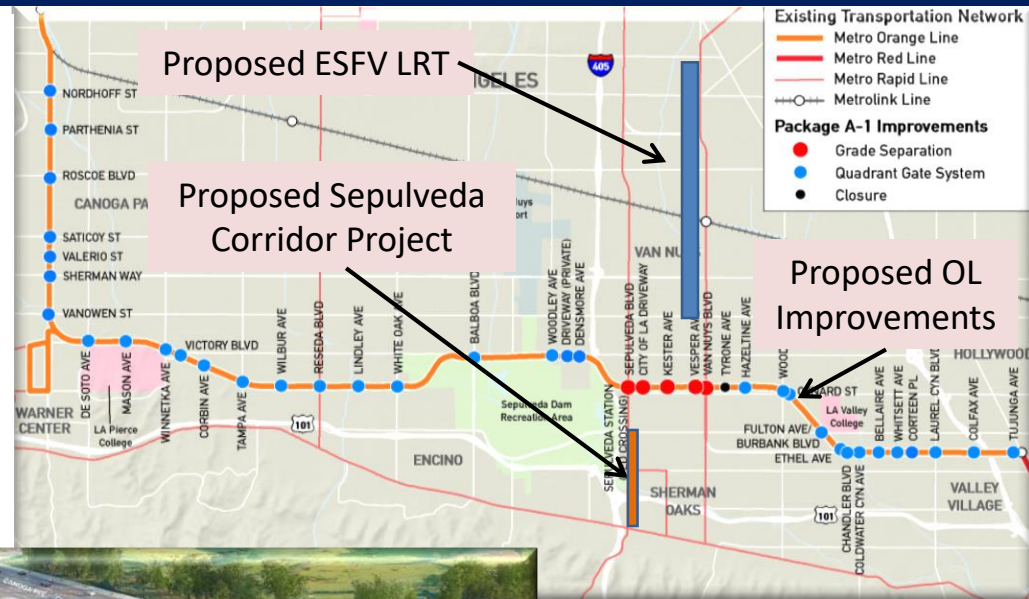 Existing Transportation Network
Metro Orange Line
Metro Red Line
Metro Rapid Line
Metrolink Line
Package A-1 Improvements
Grade Separation
Quadrant Gate System
Closure
Proposed ESFV LRT
GELES
405
NORDHOFF ST
PARTHENIA ST
ROSCOE BLVD
CANOGA PA
SATICOY ST
VALERIO ST
SHERMAN WAY
VANOWEN ST
Proposed Sepulveda
Corridor Project
VAN NUYS
Proposed OL
Improvements
DE SOTO AVE
MASON AVE
WINNETKA AVE
VICTORY BLVD
CORBIN AVE
TAMPA AVE
WILBUR AVE
RESEDA BLVD
LINDLEY AVE
WHITE OAK AVE
BALBOA BLVD
WOODLEY AVE
DRIVEWAY (PRIVATE)
DENSMORE AVE
SEPULVEDA BLVD
CITY OF LA DRIVEWAY
KESTER AVE
VESPER AVE
VAN NUYS BLVD
TYRONE AVE
HAZELTINE AVE
HOLLYWOO
LA Valley
College
FULTON AVE/
BURBANK BLVD
ETHEL AVE
CHANDLER BLVD
COLDWATER CYN AVE
BELLAIRE AVE
WHITSETT AVE
CORTEEN PL
LAUREL CYN BLVD
COLFAX AVE
TUJUNGA AVE
WARNER
CENTER
LA Pierce
College
101
Sepulveda Dam
Recreation Area
SEPULVEDA STATION
ENCINO
SHERMAN
OAKS
101
VALLEY
VILLAGE